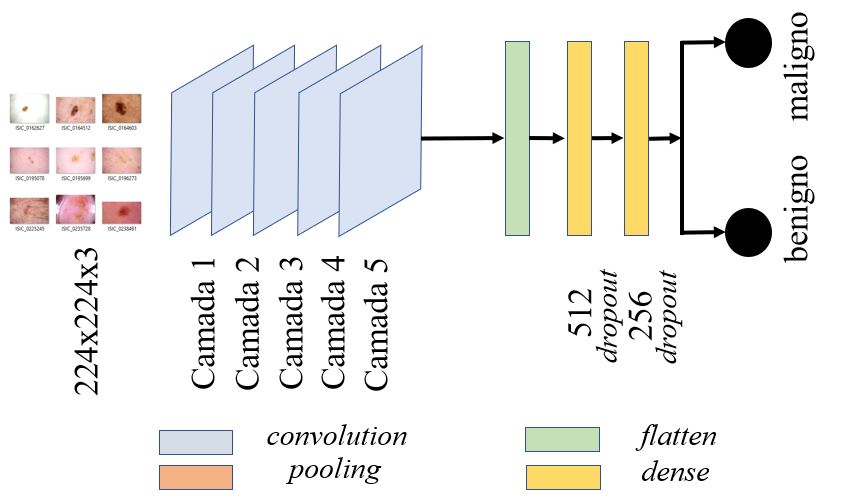 ISIC_0162627
ISIC_0164512
ISIC_0164603
ISIC_0195078
ISIC_0195699
ISIC_0196273
ISIC_0225245
ISIC_0235728
ISIC_0238491
224x224x3
Camada 1
Camada 2
Camada 3
Camada 4
Camada 5
512
dropout
256
dropout
maligno
benigno
convolution
pooling
flatten
dense